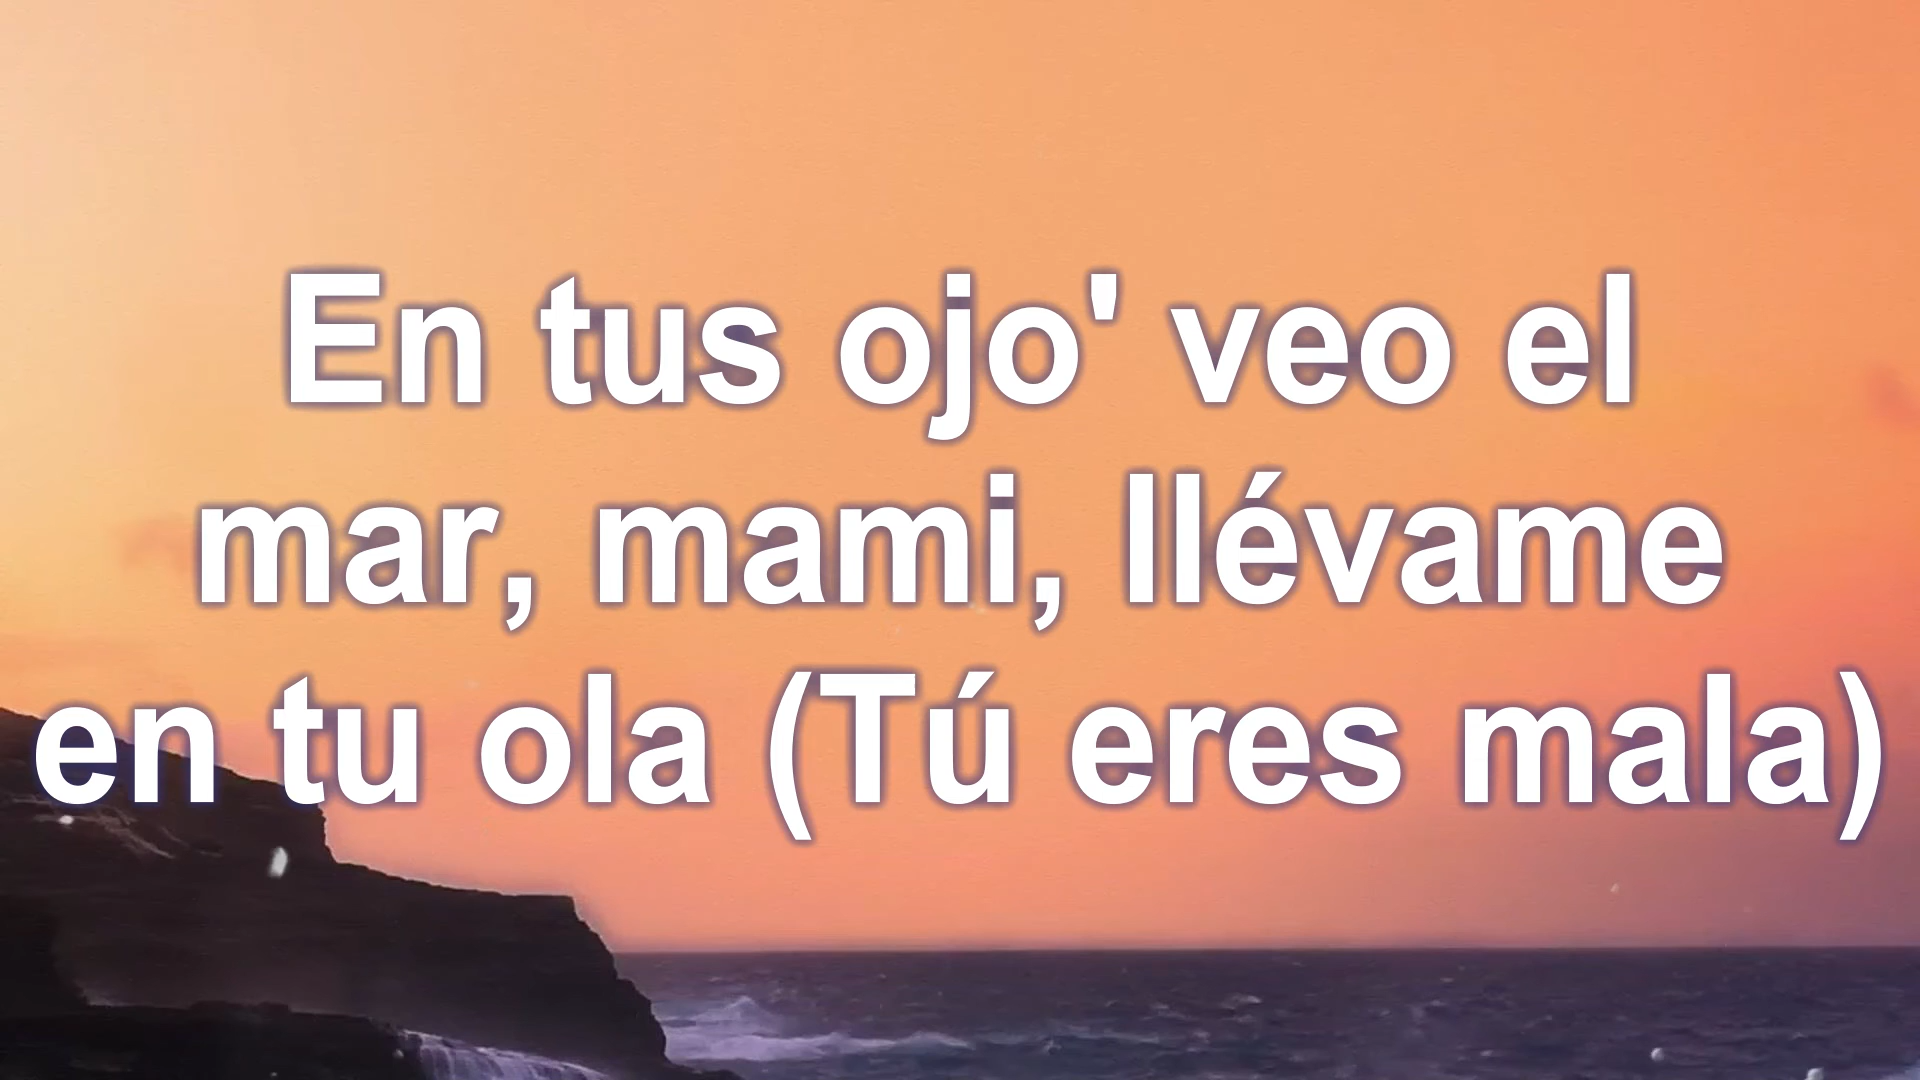 En tus ojo' veo el
mar, mami, llévame
en tu ola (Tú eres mala)